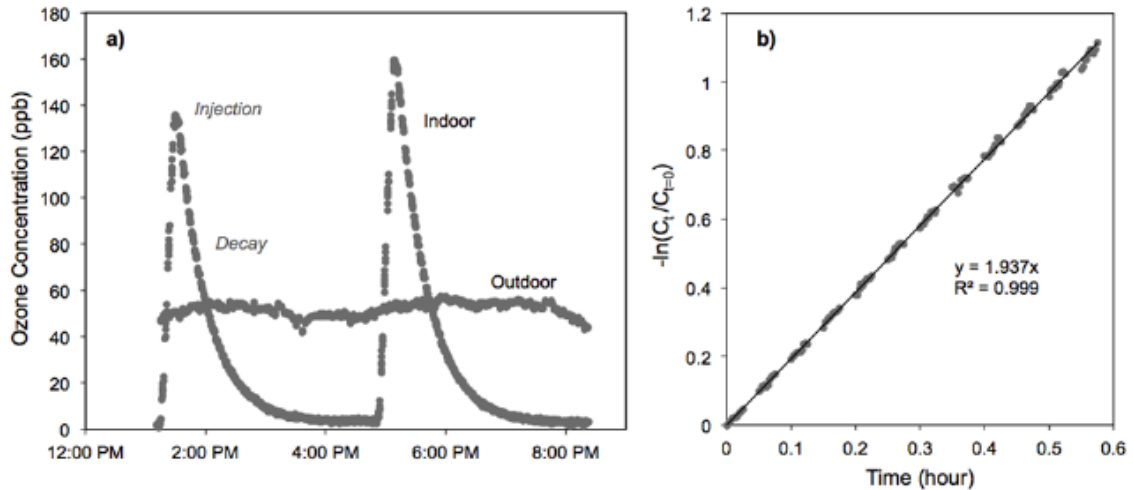 a)
180
160
140
120
100
80
60
40
20
0
Ozone Concentration (ppb)
Injection
Decay
Indoor
Outdoor
12:00 PM 2:00 PM 4:00 PM 6:00 PM 8:00 PM
b)
1.2
1
0.8
0.6
0.4
0.2
0
-ln(Ct/Ct=0)
y = 1.937x
R² = 0.999
0 0.1 0.2 0.3 0.4 0.5 0.6
Time (hour)